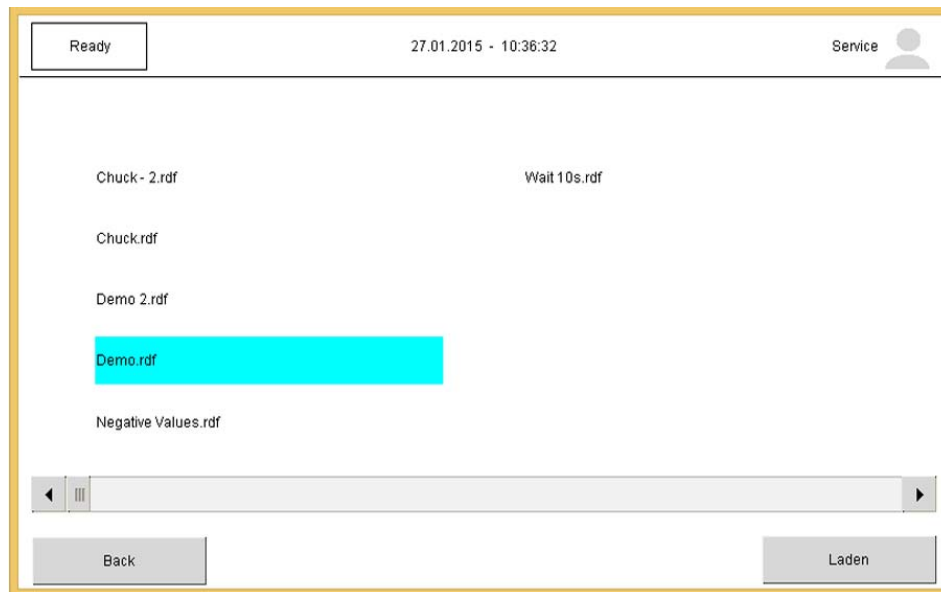 Ready
27.01.2015 - 10:36:32
Service
Chuck - 2.rdf
Wait 10s.rdf
Chuck.rdf
Demo 2.rdf
Demo.rdf
Negative Values.rdf
Back
Laden